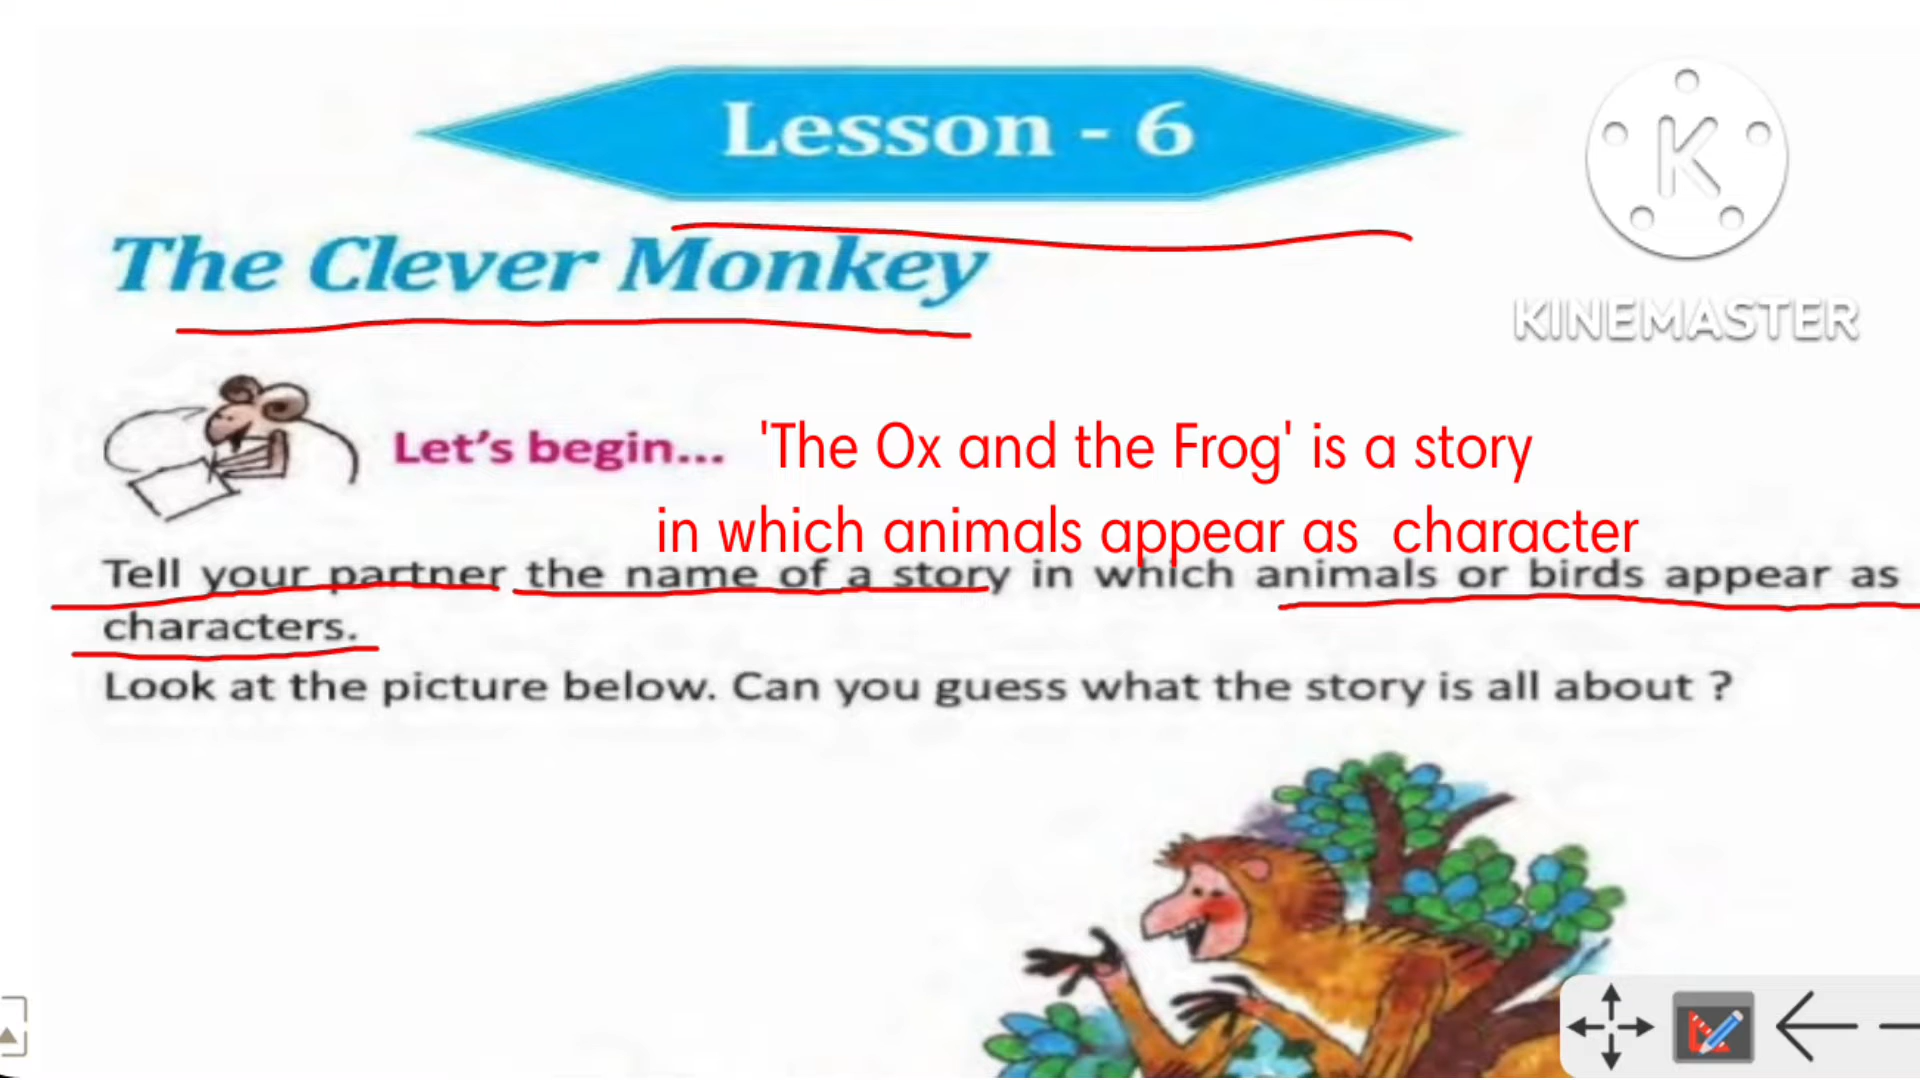 Lesson - 6
K
KINEMASTER
The Clever Monkey
Let's begin...
'The Ox and the Frog' is a story
in which animals appear as character
Tell your partner the name of a story in which animals or birds appear as
characters.
Look at the picture below. Can you guess what the story is all about ?